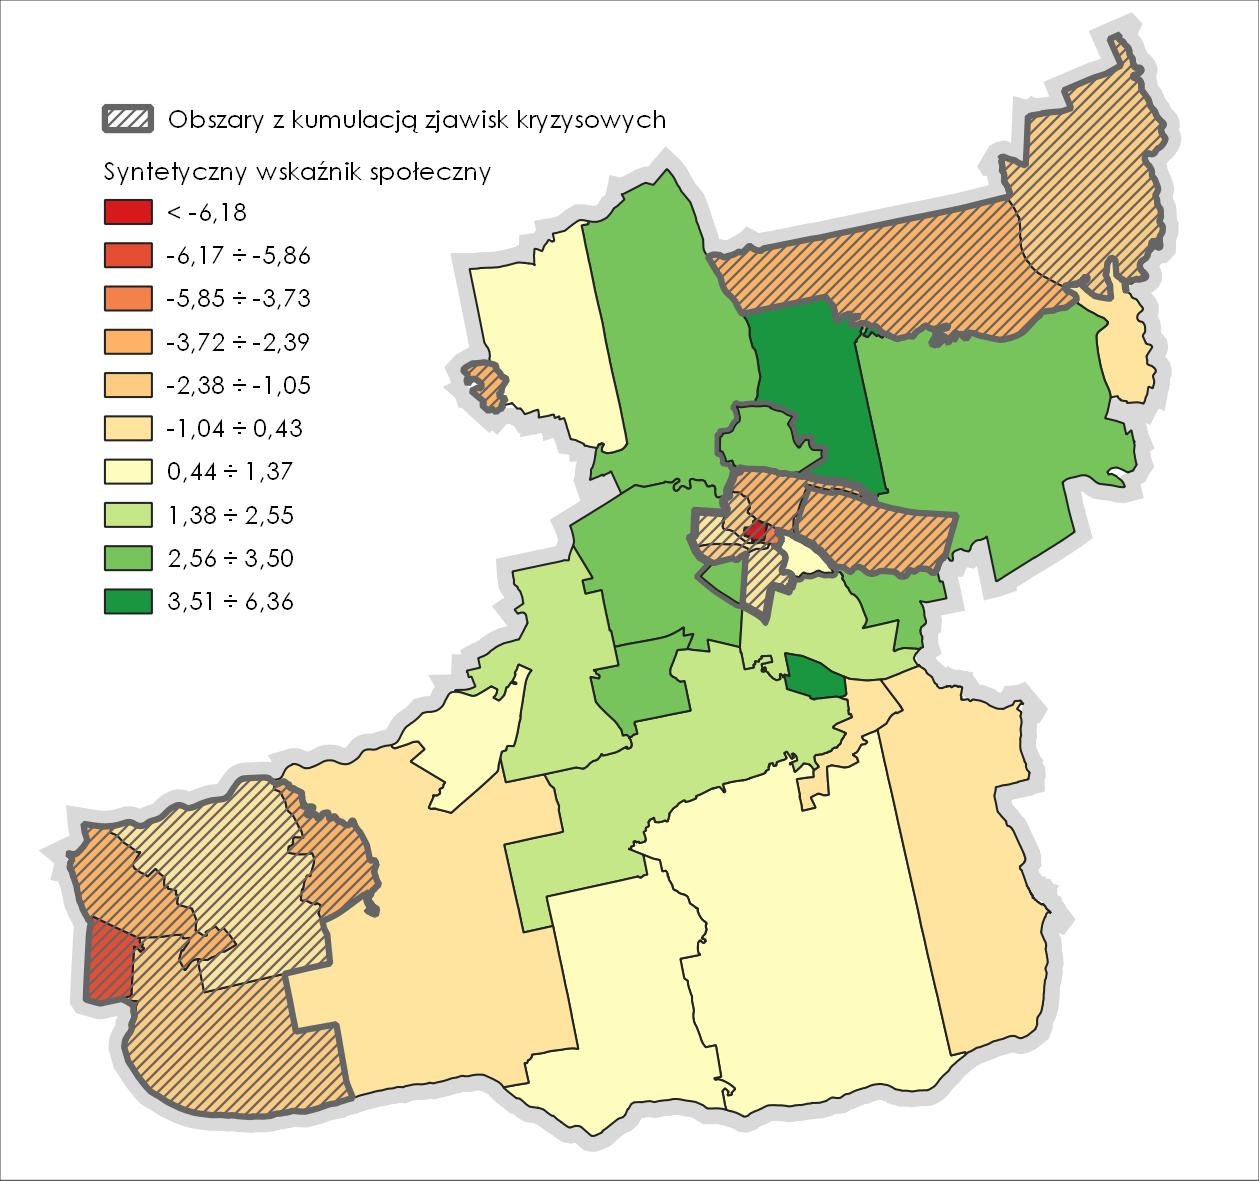 Obszary z kumulacją zjawisk kryzysowych
Syntetyczny wskaźnik społeczny
< -6,18
-6,17 ÷ -5,86
-5,85 ÷ -3,73
-3,72 ÷ -2,39
-2,38 ÷ -1,05
-1,04 ÷ 0,43
0,44 ÷ 1,37
1,38 ÷ 2,55
2,56 ÷ 3,50
3,51 ÷ 6,36